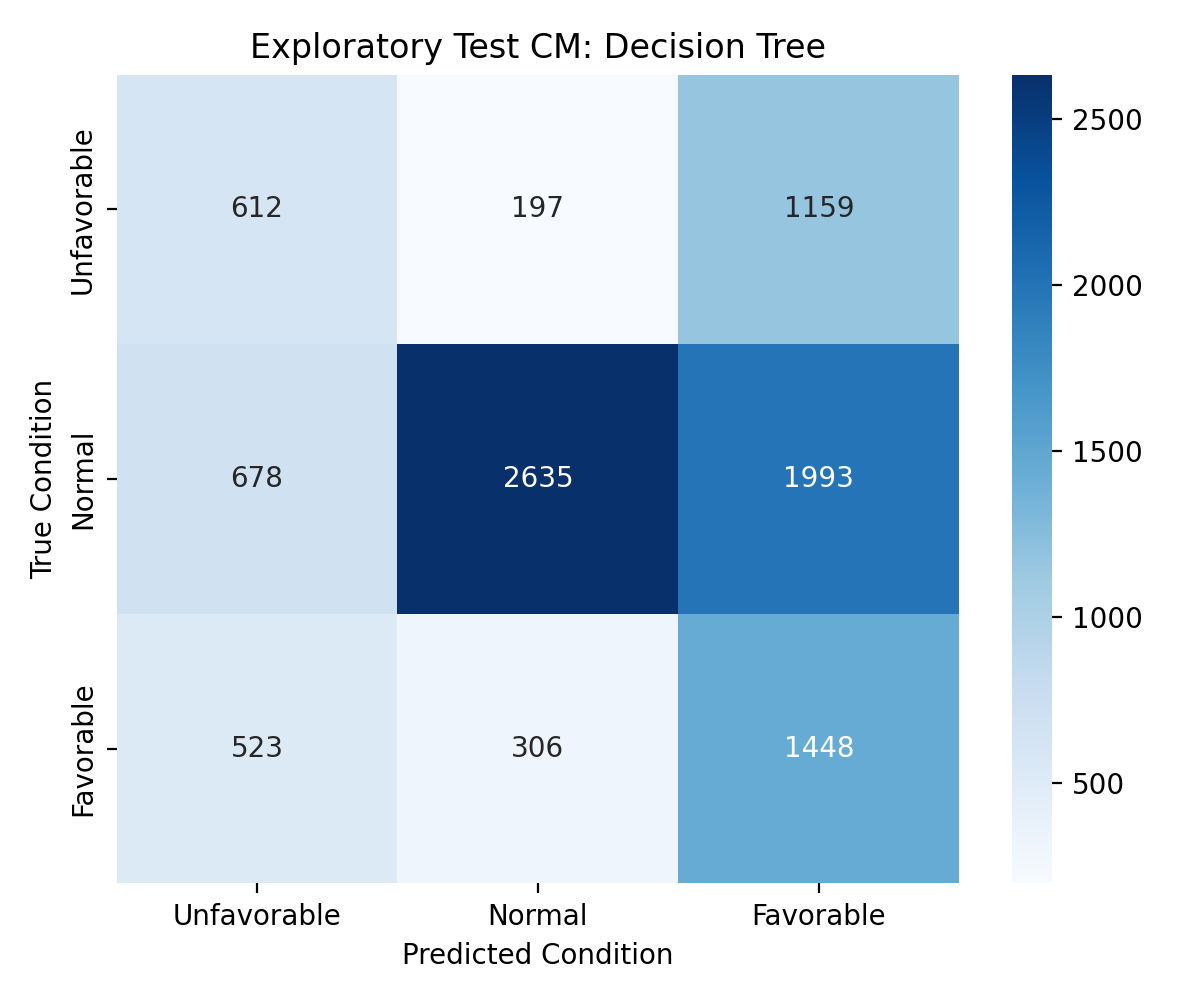 Exploratory Test CM: Decision Tree
True Condition
Unfavorable
612 197 1159
Normal
678 2635 1993
Favorable
523 306 1448
Unfavorable Normal Favorable
Predicted Condition
2500
2000
1500
1000
500